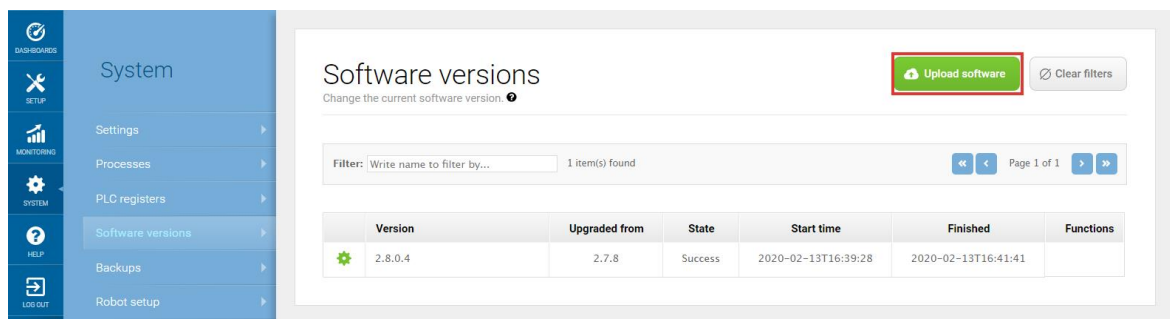 DASHBOARDS
SETUP
MONITORING
SYSTEM
HELP
LOG OUT
System
Settings
Processes
PLC registers
Software versions
Backups
Robot setup
Software versions
Change the current software version.
Upload software
Clear filters
Filter: Write name to filter by... 1 item(s) found
Page 1 of 1
Version Upgraded from State Start time Finished Functions
2.8.0.4 2.7.8 Success 2020-02-13T16:39:28 2020-02-13T16:41:41